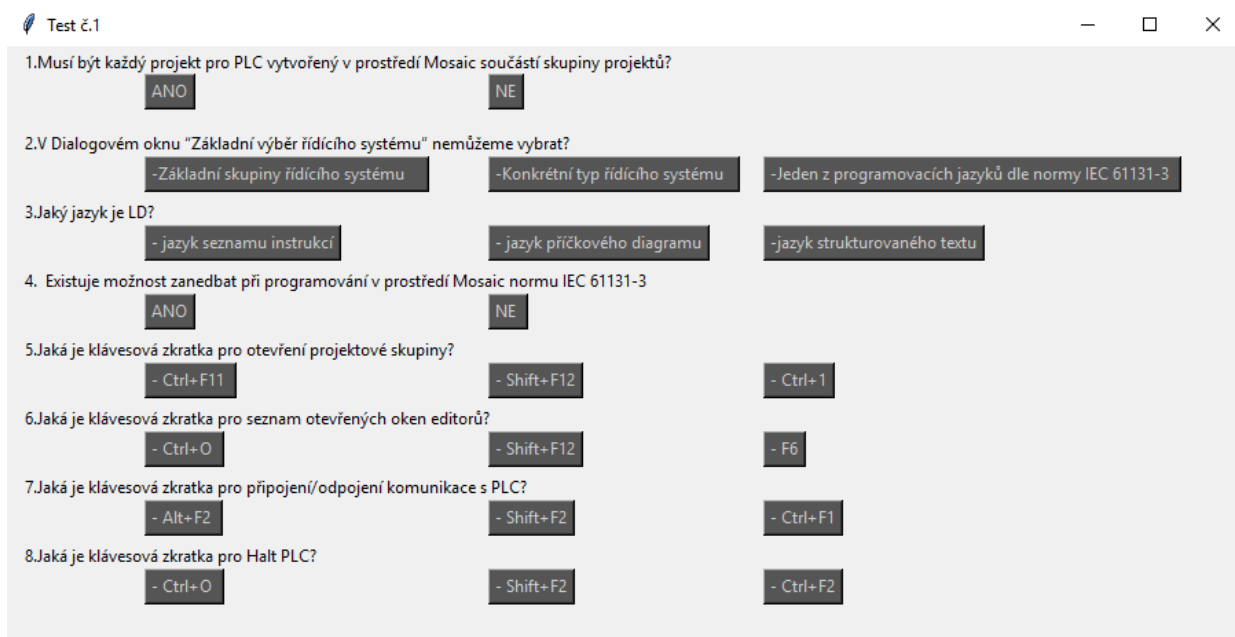 Test č.1
1.Musí být každý projekt pro PLC vytvořený v prostředí Mosaic součástí skupiny projektů?
ANO NE
2.V Dialogovém oknu “Základní výběr řídícího systému“ nemůžeme vybrat?
-Základní skupiny řídícího systému -Konkrétní typ řídícího systému -Jeden z programovacích jazyků dle normy IEC 61131-3
3.Jaký jazyk je LD?
- jazyk seznamu instrukcí - jazyk příčkového diagramu -jazyk strukturovaného textu
4. Existuje možnost zanedbat při programování v prostředí Mosaic normu IEC 61131-3
ANO NE
5.Jaká je klávesová zkratka pro otevření projektové skupiny?
- Ctrl+F11 - Shift+F12 - Ctrl+1
6.Jaká je klávesová zkratka pro seznam otevřených oken editorů?
- Ctrl+O - Shift+F12 - F6
7.Jaká je klávesová zkratka pro připojení/odpojení komunikace s PLC?
- Alt+F2 - Shift+F2 - Ctrl+F1
8.Jaká je klávesová zkratka pro Halt PLC?
- Ctrl+O - Shift+F2 - Ctrl+F2